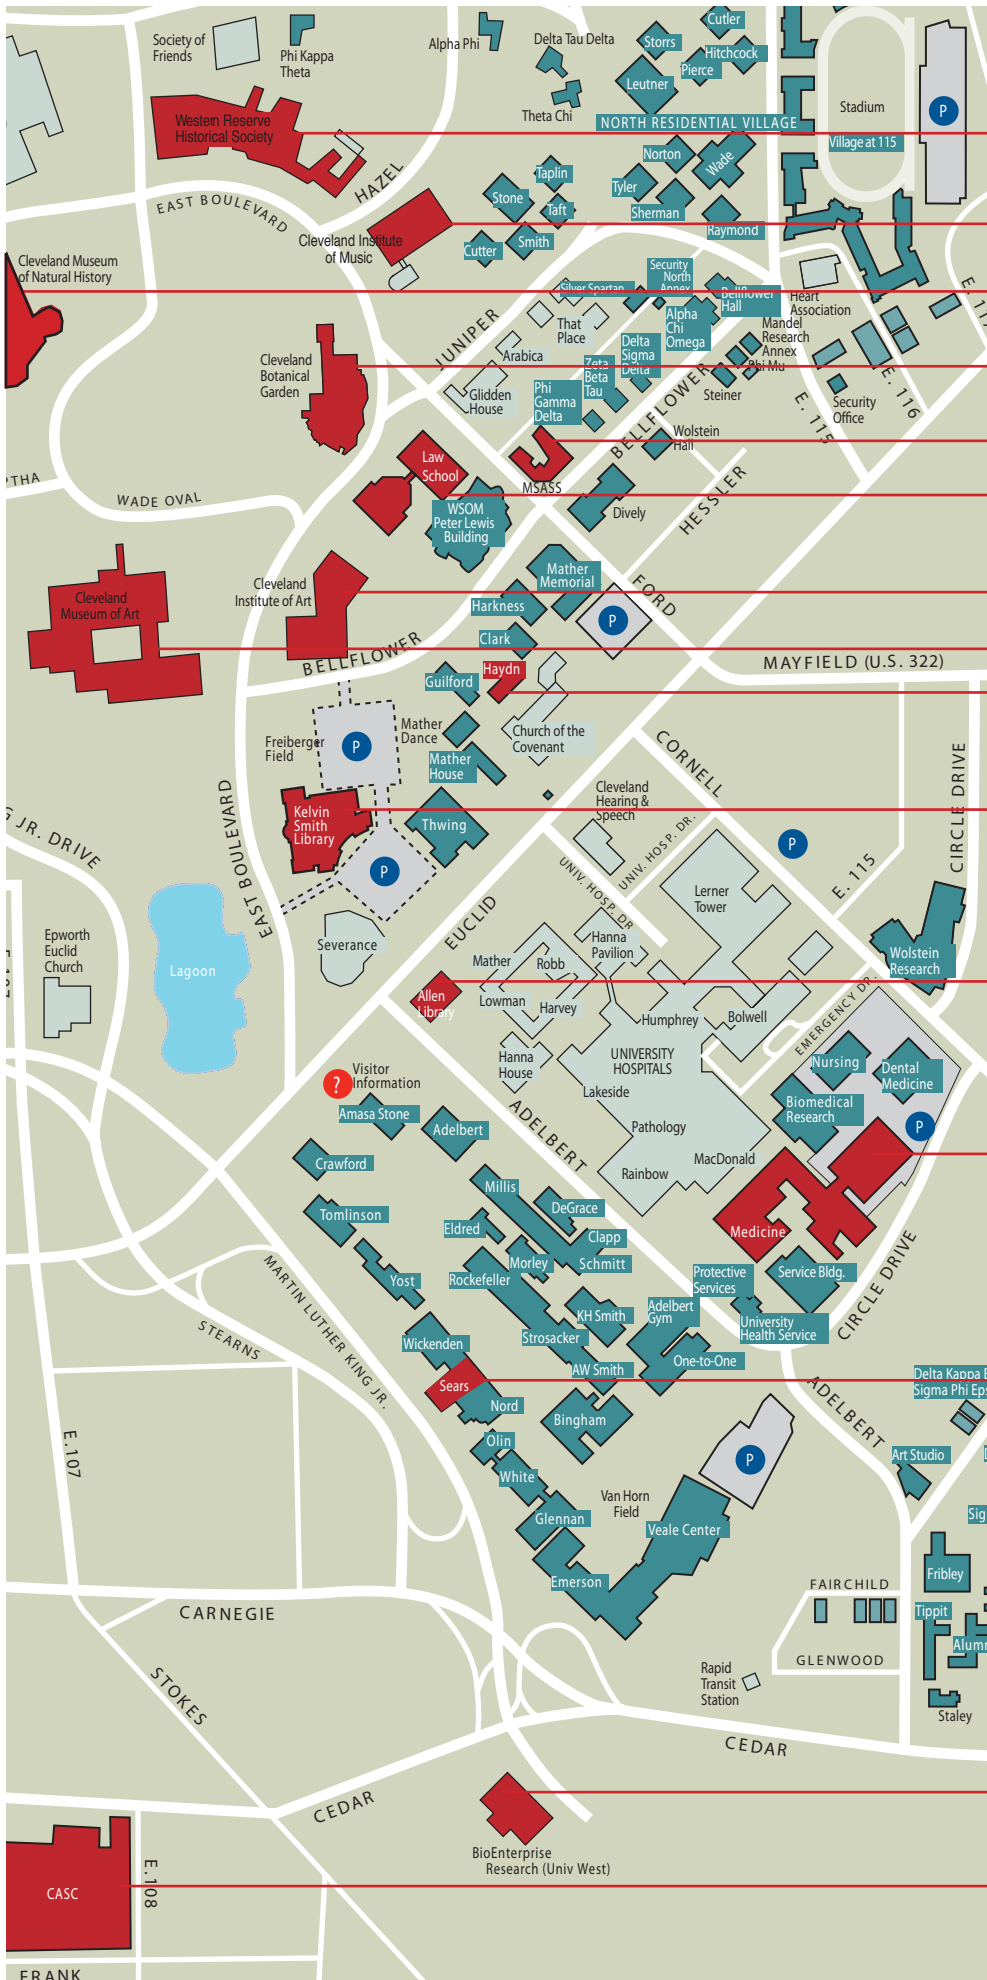 Cutler
Society of
Friends
Phi Kappa
Theta
Alpha Phi
Delta Tau Delta
Storrs
Hitchcock
Pierce
Leutner
Theta Chi
Stadium
P
NORTH RESIDENTIAL VILLAGE
Village at 115
Western Reserve
Historical Society
Norton
Wade
HAZEL
Taplin
Tyler
Stone
Taft
Sherman
Raymond
EAST BOULEVARD
Cleveland Institute
of Music
Cutter
Smith
Cleveland Museum
of Natural History
Security
North
Annex
Silver Spartan
Bellflower
Hall
Heart
Association
JUNIPER
That
Place
Alpha
Chi
Omega
Mandel
Research
Annex
Phi Mu
Arabica
Delta
Sigma
Delta
Zeta
Beta
Tau
Cleveland
Botanical
Garden
Glidden
House
Phi
Gamma
Delta
BELLFLOWER
Steiner
Security
Office
E. 115
E. 116
Law
School
Wolstein
Hall
MSASS
HESSLER
WADE OVAL
WSOM
Peter Lewis
Building
Dively
Mather
Memorial
FORD
P
Cleveland
Institute of Art
Cleveland
Museum of Art
Harkness
Clark
BELLFLOWER
Haydn
Guilford
MAYFIELD (U.S. 322)
Freiberger
Field
P
Mather
Dance
Mather
House
Church of the
Covenant
CORNELL
CIRCLE DRIVE
Cleveland
Hearing &
Speech
EAST BOULEVARD
Kelvin
Smith
Library
Thwing
UNIV. HOSP. DR.
UNIV. HOSP. DR
P
JR. DRIVE
P
E. 115
Lerner
Tower
EUCLID
Epworth
Euclid
Church
Severance
Hanna
Pavilion
Lagoon
Mather
Robb
Wolstein
Research
Allen
Library
Lowman
Harvey
Humphrey
Bolwell
EMERGENCY DR.
Hanna
House
UNIVERSITY
HOSPITALS
Lakeside
Nursing
Dental
Medicine
?
Visitor
Information
Amasa Stone
Adelbert
ADELBERT
Biomedical
Research
P
Pathology
MacDonald
Rainbow
Crawford
Millis
DeGrace
Tomlinson
Eldred
Clapp
Schmitt
Medicine
Morley
Rockefeller
Yost
Protective
Services
Service Bldg.
CIRCLE DRIVE
MARTIN LUTHER KING JR.
STEARNS
KH Smith
Adelbert
Gym
University
Health Service
Wickenden
Strosacker
One-to-One
AW Smith
Sears
Nord
Bingham
ADELBERT
Delta Kappa
Sigma Phi
Olin
Art Studio
E.107
White
P
Van Horn
Field
Glennan
Veale Center
Sig
Emerson
Fribley
FAIRCHILD
CARNEGIE
Tippit
GLENWOOD
STOKES
Rapid
Transit
Station
Staley
CEDAR
CEDAR
BioEnterprise
Research (Univ West)
CASC
E.108
FRANK